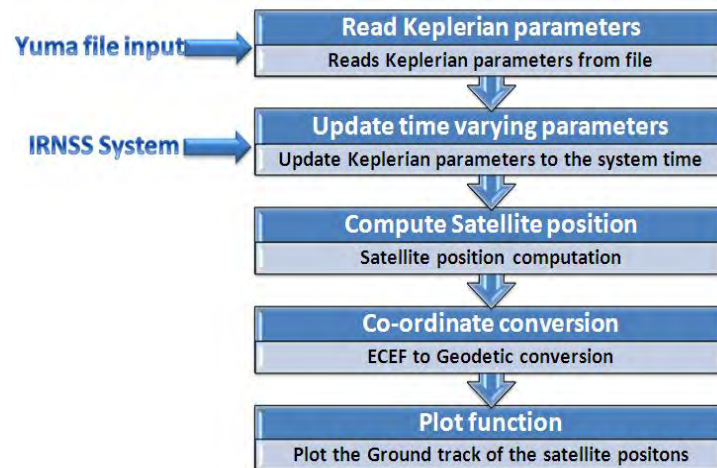 Read Keplerian parameters
Yuma file input
Reads Keplerian parameters from file
Update time varying parameters
IRNSS System
Update Keplerian parameters to the system time
Compute Satellite position
Satellite position computation
Co-ordinate conversion
ECEF to Geodetic conversion
Plot function
Plot the Ground track of the satellite positons